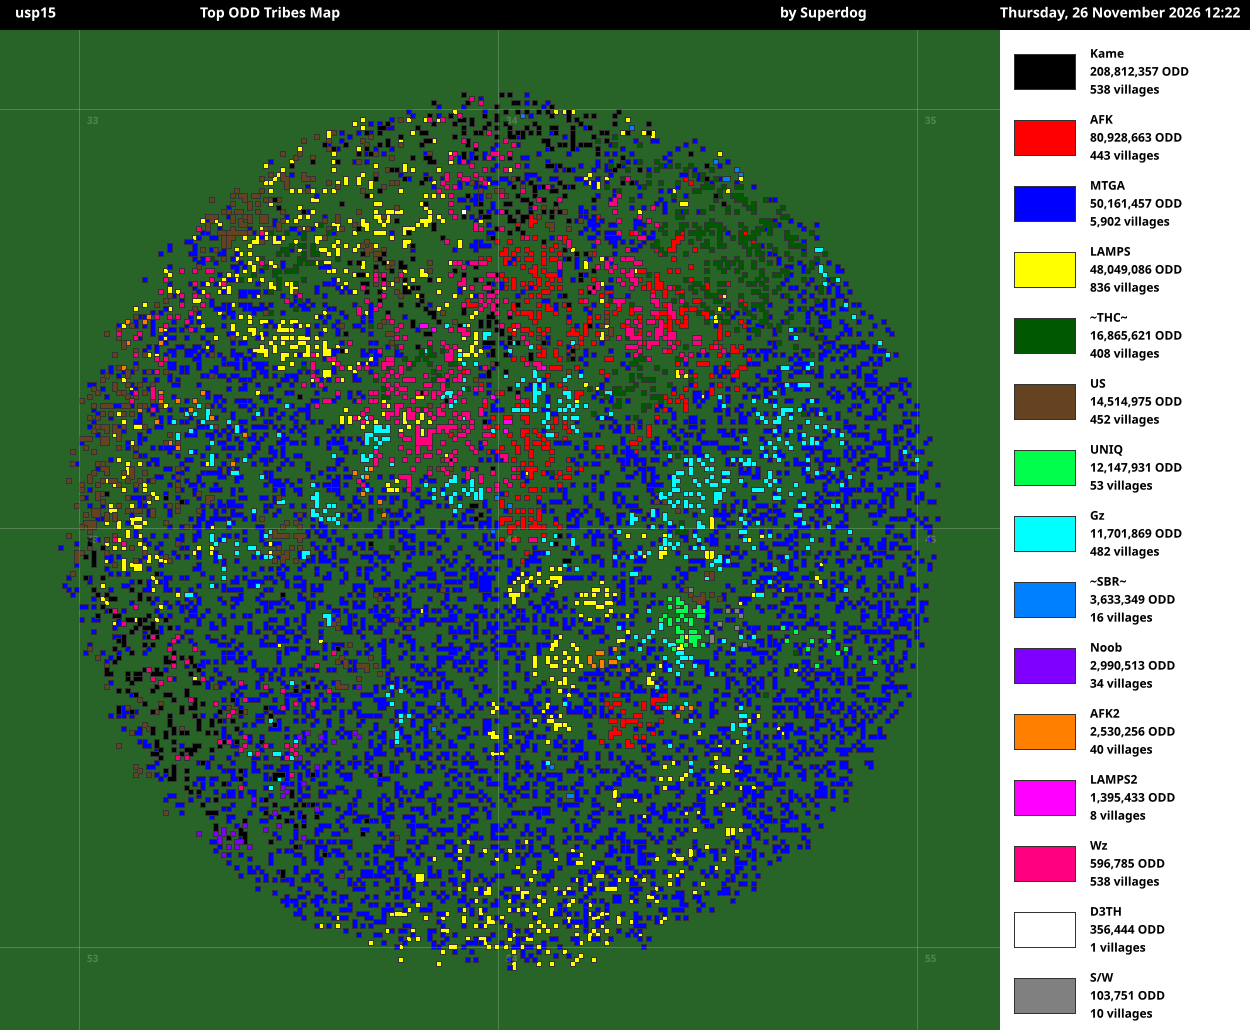 usp15 Top ODD Tribes Map by Superdog Thursday, 26 November 2026 12:22
33 34 35
45
53 55
Kame
208,812,357 ODD
538 villages
AFK
80,928,663 ODD
443 villages
MTGA
50,161,457 ODD
5,902 villages
LAMPS
48,049,086 ODD
836 villages
~THC~
16,865,621 ODD
408 villages
US
14,514,975 ODD
452 villages
UNIQ
12,147,931 ODD
53 villages
Gz
11,701,869 ODD
482 villages
~SBR~
3,633,349 ODD
16 villages
Noob
2,990,513 ODD
34 villages
AFK2
2,530,256 ODD
40 villages
LAMPS2
1,395,433 ODD
8 villages
Wz
596,785 ODD
538 villages
D3TH
356,444 ODD
1 villages
S/W
103,751 ODD
10 villages